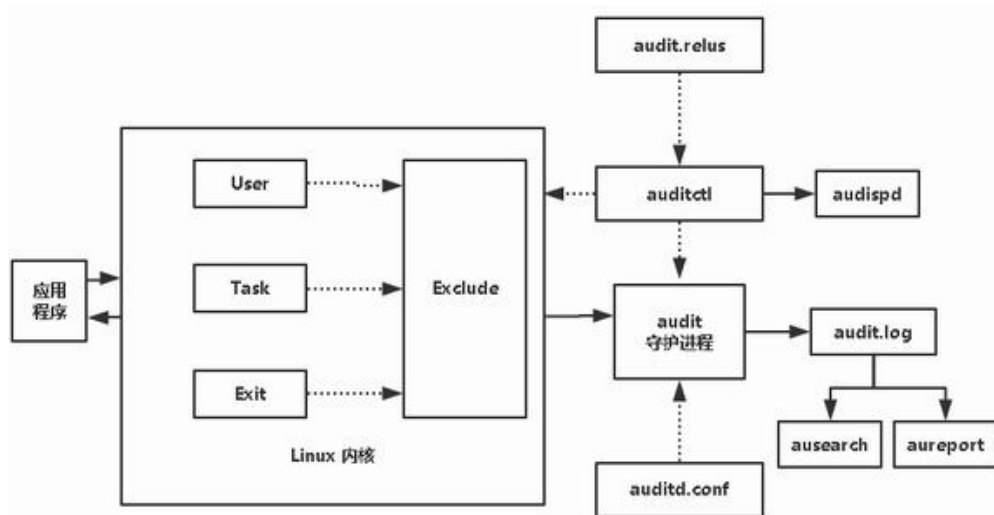 audit.relus
User
auditctl
audispd
应用
程序
Task
Exclude
audit
守护进程
audit.log
Exit
Linux 内核
ausearch
aureport
auditd.conf